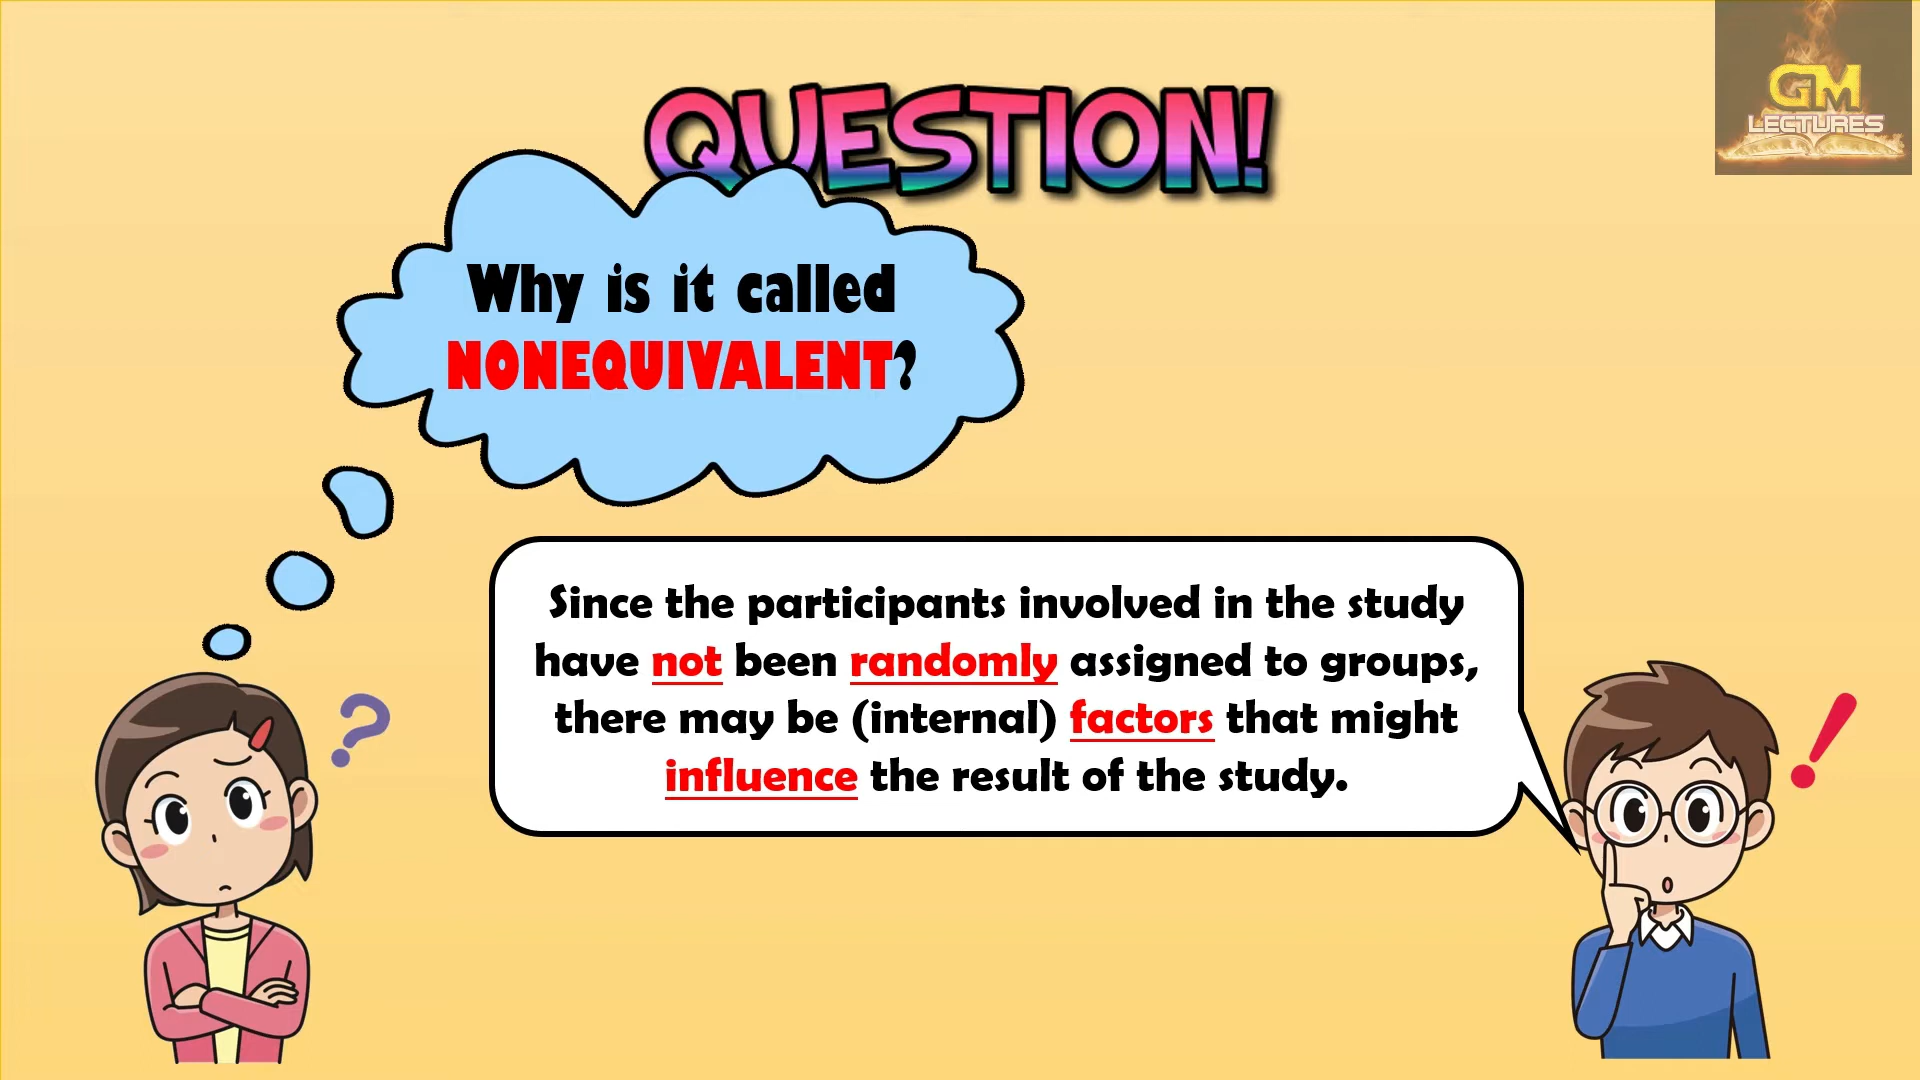 GM
LECTURES
QUESTION!
Why is it called
NONEQUIVALENT?
Since the participants involved in the study
have not been randomly assigned to groups,
there may be (internal) factors that might
influence the result of the study.